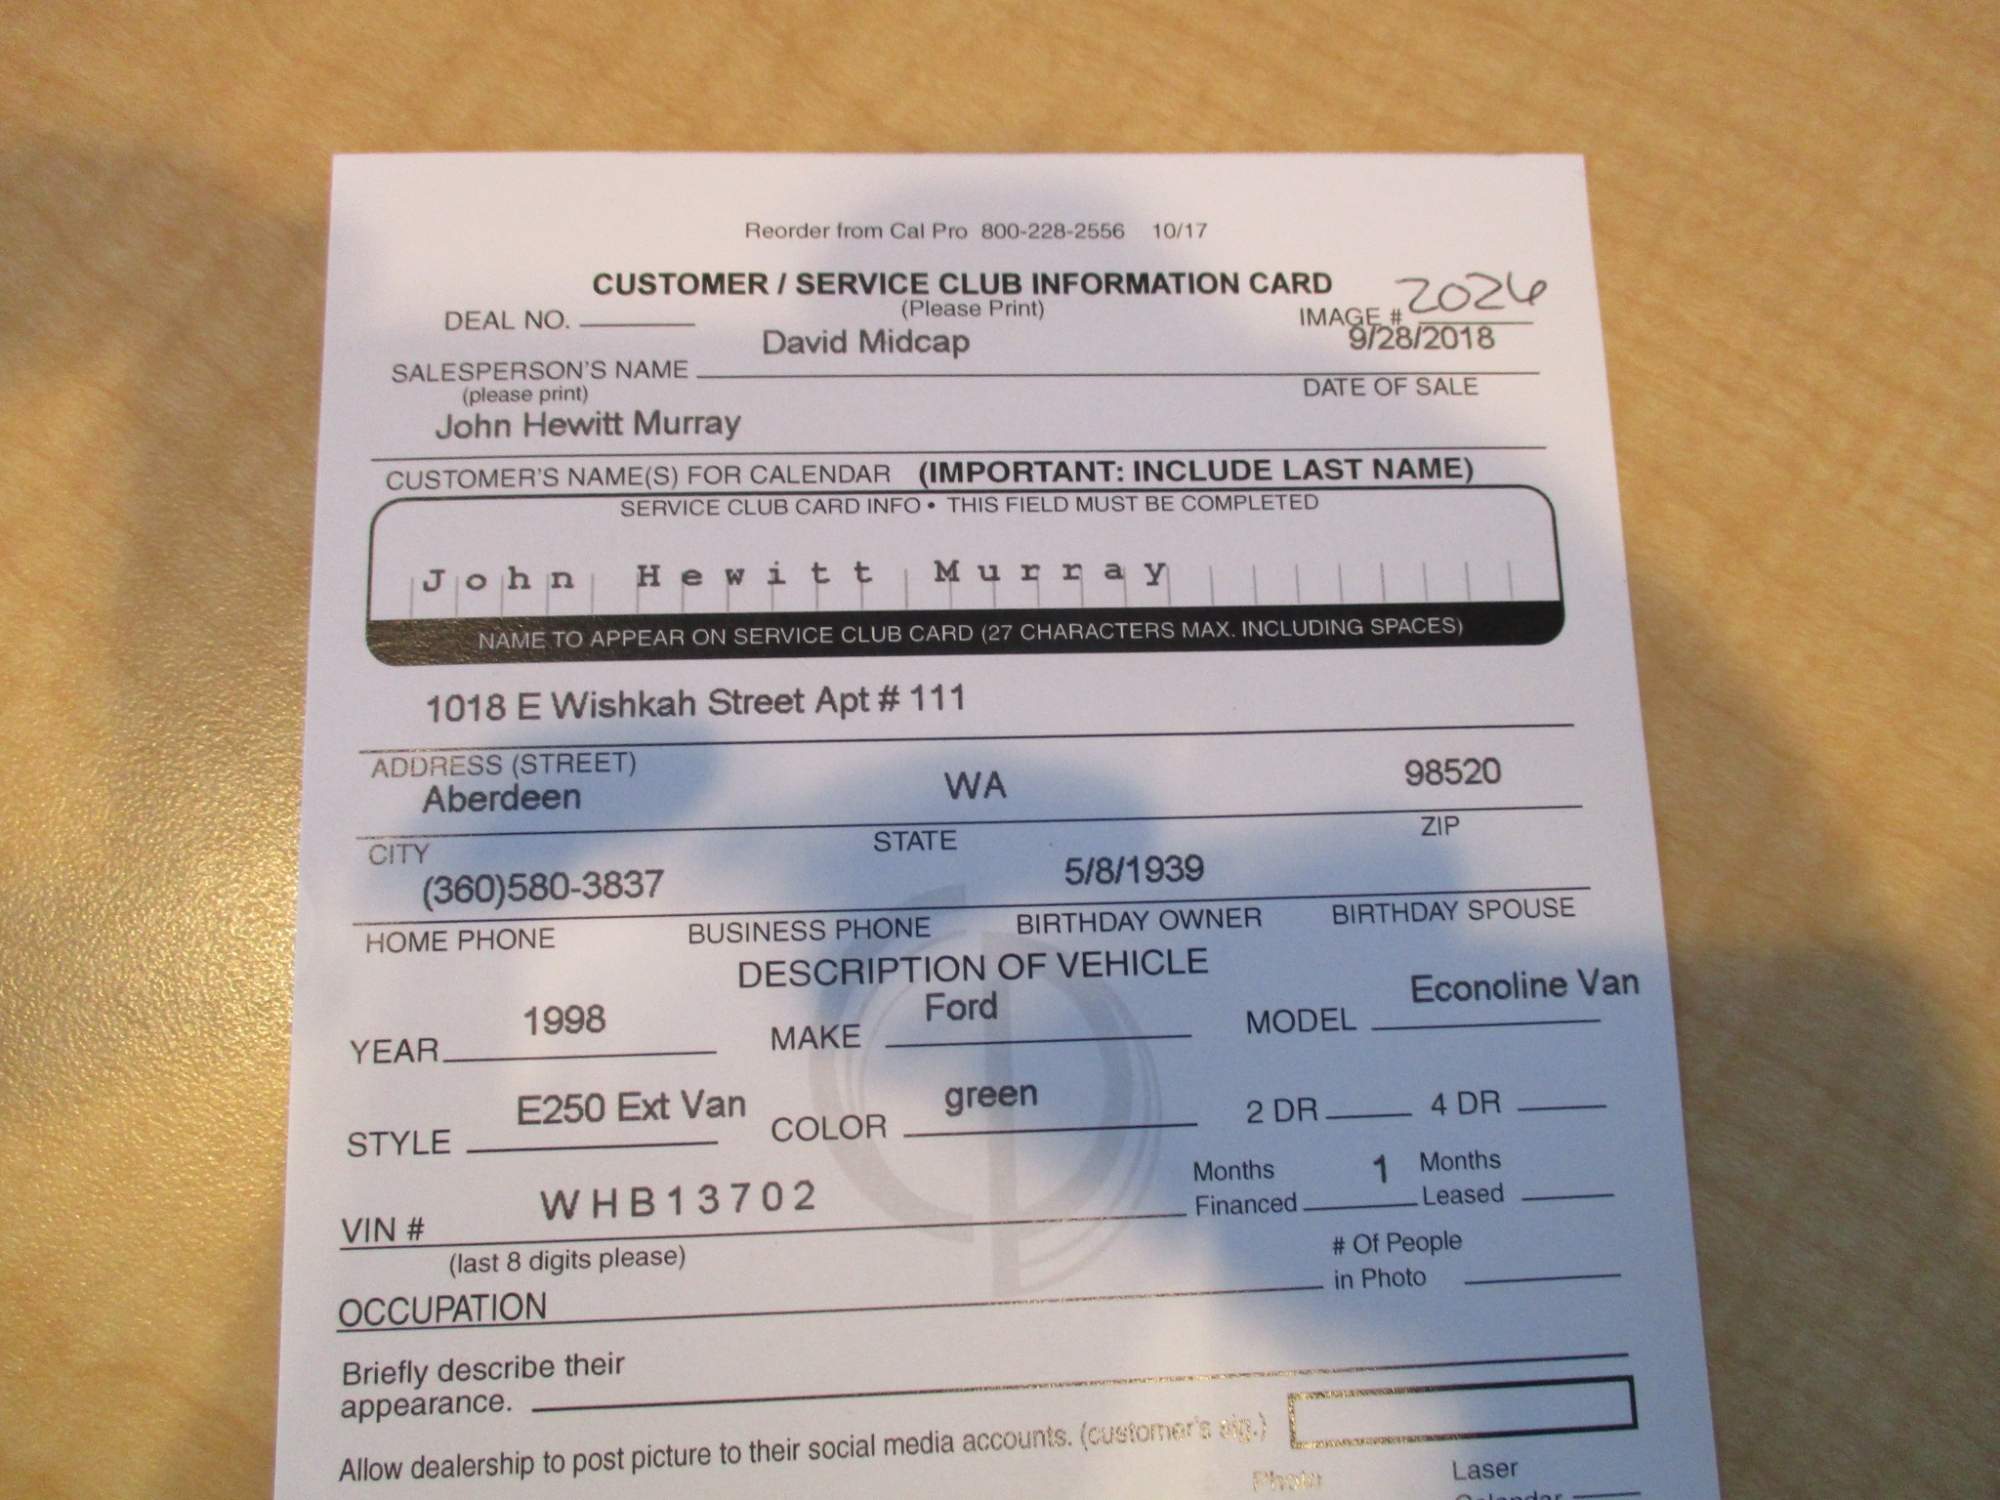 Reorder from Cal Pro 800-228-2556 10/17
CUSTOMER / SERVICE CLUB INFORMATION CARD
(Please Print)
DEAL NO.
IMAGE # 2026
David Midcap
9/28/2018
SALESPERSON'S NAME
(please print)
DATE OF SALE
John Hewitt Murray
CUSTOMER'S NAME(S) FOR CALENDAR (IMPORTANT: INCLUDE LAST NAME)
SERVICE CLUB CARD INFO • THIS FIELD MUST BE COMPLETED
John Hewitt Murray
NAME TO APPEAR ON SERVICE CLUB CARD (27 CHARACTERS MAX. INCLUDING SPACES)
1018 E Wishkah Street Apt # 111
ADDRESS (STREET)
Aberdeen WA 98520
CITY STATE ZIP
(360)580-3837 5/8/1939
HOME PHONE BUSINESS PHONE BIRTHDAY OWNER BIRTHDAY SPOUSE
DESCRIPTION OF VEHICLE
YEAR 1998 MAKE Ford MODEL Econoline Van
STYLE E250 Ext Van COLOR green 2 DR 4 DR
VIN # WHB13702
(last 8 digits please)
Months Financed 1 Months Leased
OCCUPATION
# Of People
in Photo
Briefly describe their
appearance.
Allow dealership to post picture to their social media accounts. (customer's sig.)
Photo
Laser
Calendar